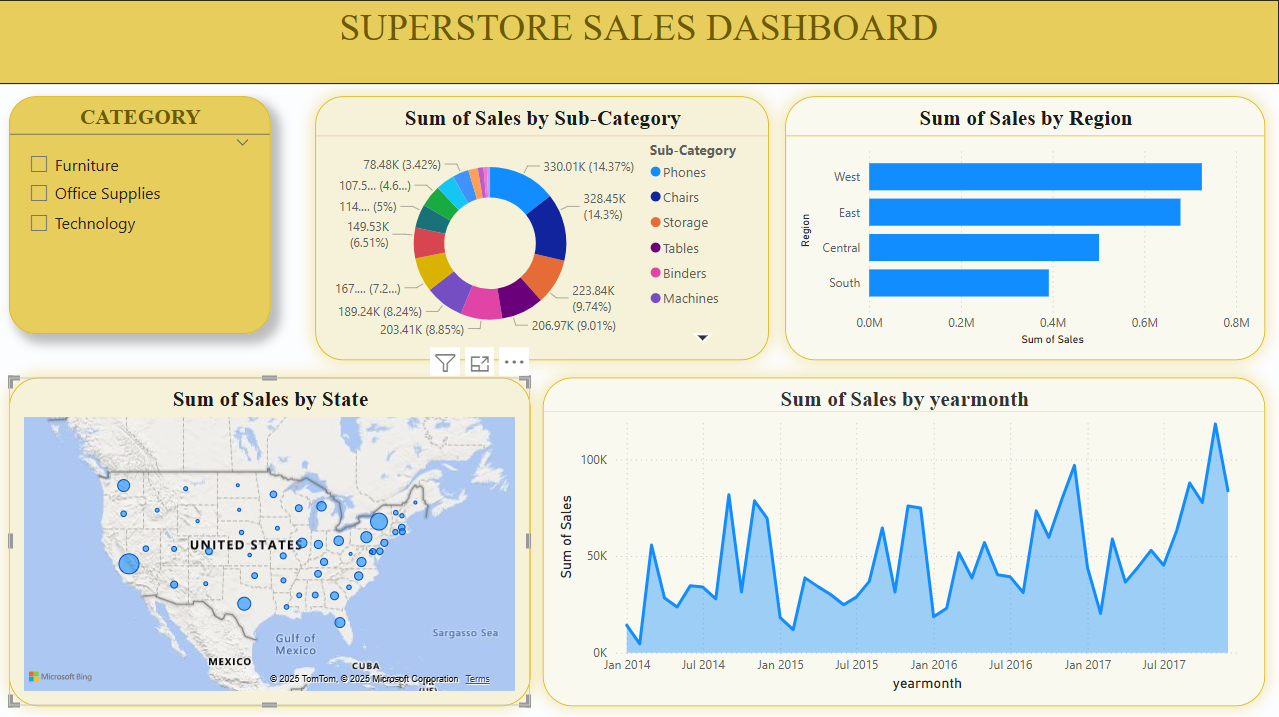 SUPERSTORE SALES DASHBOARD
CATEGORY
Furniture
Office Supplies
Technology
Sum of Sales by Sub-Category
78.48K (3.42%)
107.5... (4.6...)
114.... (5%)
149.53K
(6.51%)
167.... (7.2...)
189.24K (8.24%)
203.41K (8.85%)
330.01K (14.37%)
328.45K
(14.3%)
223.84K
(9.74%)
206.97K (9.01%)
Sub-Category
Phones
Chairs
Storage
Tables
Binders
Machines
Sum of Sales by Region
Region
West
East
Central
South
0.0M 0.2M 0.4M 0.6M 0.8M
Sum of Sales
Sum of Sales by State
UNITED STATES
Gulf of
Mexico
Sargasso Sea
MEXICO
CUBA
Microsoft Bing
© 2025 TomTom, © 2025 Microsoft Corporation Terms
(US)
Sum of Sales by yearmonth
Sum of Sales
100K
50K
0K
Jan 2014 Jul 2014 Jan 2015 Jul 2015 Jan 2016 Jul 2016 Jan 2017 Jul 2017
yearmonth